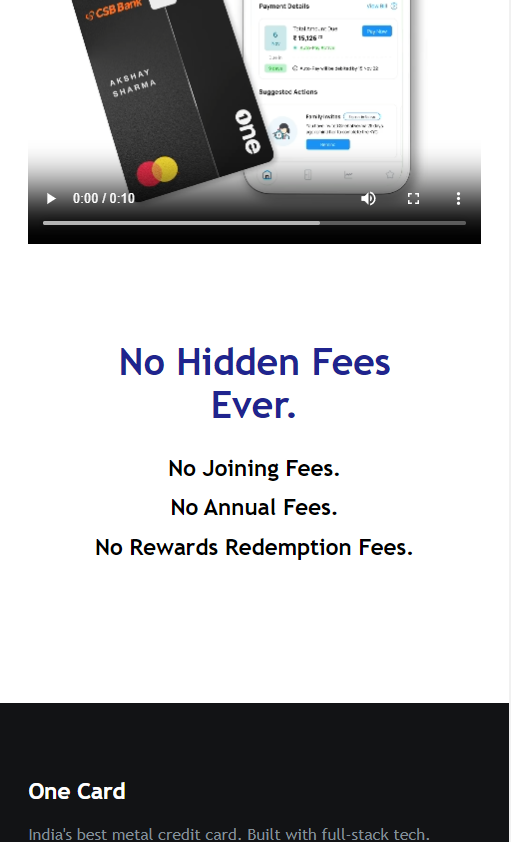 CSB Bank
AKSHAY
SHARMA
one
Payment Details
View Bill
Total Amount Due
₹ 15,126
Pay Now
Suggested Actions
0:00 / 0:10
No Hidden Fees
Ever.
No Joining Fees.
No Annual Fees.
No Rewards Redemption Fees.
One Card
India's best metal credit card. Built with full-stack tech.